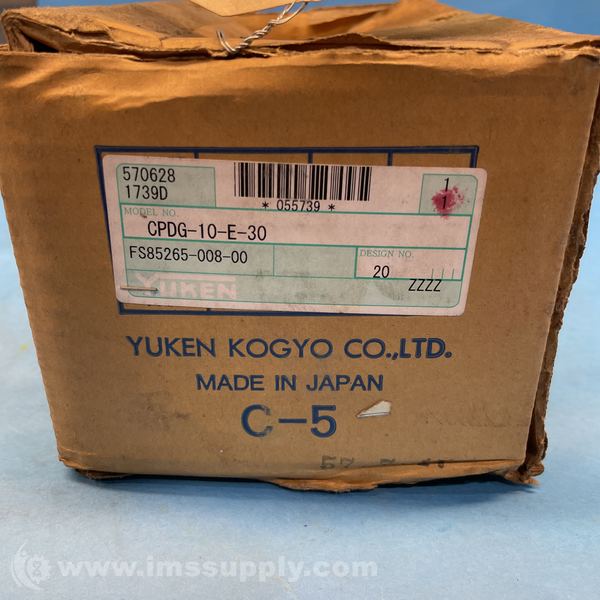 570628
1739D
* 055739 *
1
1
MODEL NO.
CPDG-10-E-30
FS85265-008-00
DESIGN NO.
20
ZZZZ
YUKEN
YUKEN KOGYO CO.,LTD.
MADE IN JAPAN
C-5
www.imssupply.com